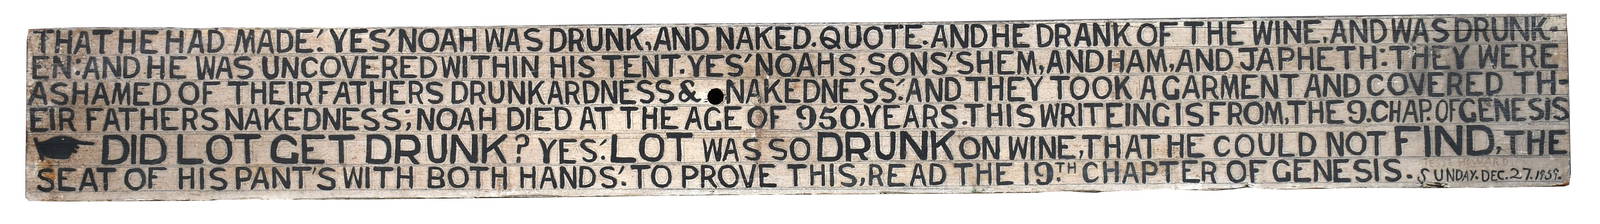 THAT HE HAD MADE.' YES' NOAH WAS DRUNK, AND NAKED. QUOTE. AND HE DRANK OF THE WINE, AND WAS DRUNK-
EN: AND HE WAS UNCOVERED WITHIN HIS TENT. YES' NOAHS, SONS' SHEM, AND HAM, AND JAPHETH: THEY WERE
ASHAMED OF THEIR FATHERS DRUNKARDNESS & NAKEDNESS.' AND THEY TOOK A GARMENT AND COVERED TH-
EIR FATHERS NAKEDNESS; NOAH DIED AT THE AGE OF 950. YEARS. THIS WRITEING IS FROM, THE 9. CHAP. OF GENESIS
DID LOT GET DRUNK? YES.' LOT WAS SO DRUNK ON WINE, THAT HE COULD NOT FIND, THE
SEAT OF HIS PANT'S WITH BOTH HANDS.' TO PROVE THIS, READ THE 19TH CHAPTER OF GENESIS. JESSE HOWARD
SUNDAY. DEC. 27. 1959.